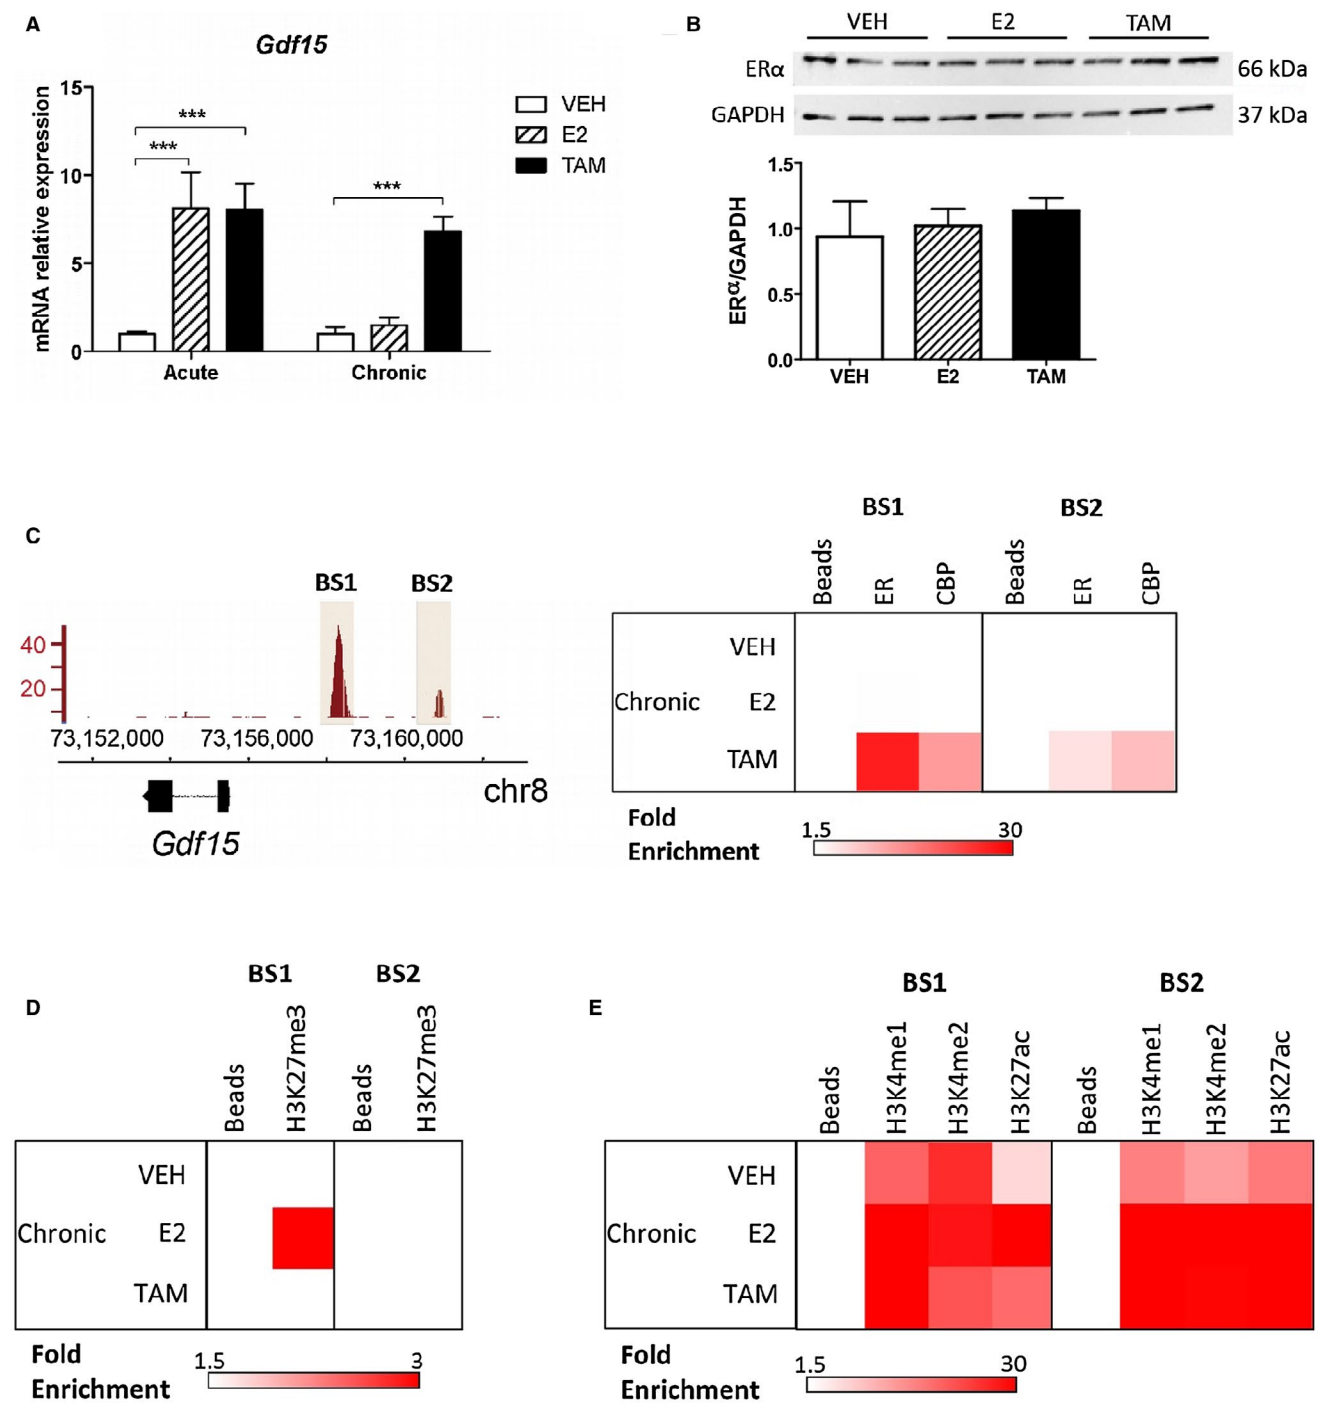 A
Gdf15
mRNA relative expression
15
10
5
0
***
***
***
Acute
Chronic
VEH
E2
TAM
B
VEH E2 TAM
ERα 66 kDa
GAPDH 37 kDa
ERα/GAPDH
1.5
1.0
0.5
0.0
VEH E2 TAM
C
BS1 BS2
40
20
73,152,000 73,156,000 73,160,000
chr8
Gdf15
BS1 BS2
Beads ER CBP Beads ER CBP
VEH
Chronic E2
TAM
Fold
Enrichment
1.5 30
D
BS1 BS2
Beads H3K27me3 Beads H3K27me3
VEH
Chronic E2
TAM
Fold
Enrichment
1.5 3
E
BS1 BS2
Beads H3K4me1 H3K4me2 H3K27ac Beads H3K4me1 H3K4me2 H3K27ac
VEH
Chronic E2
TAM
Fold
Enrichment
1.5 30